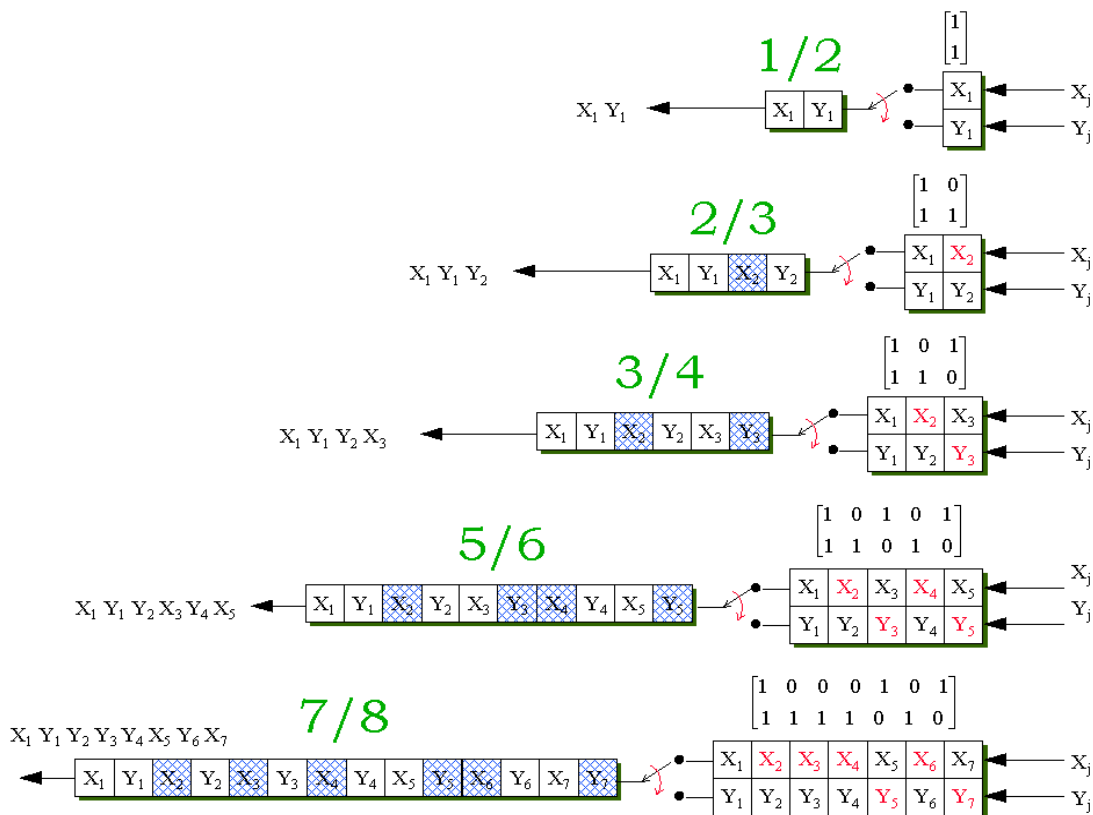 [1
1]
1/2
X₁ Y₁
X₁ Y₁
X₁
Y₁
Xⱼ
Yⱼ
[1 0
1 1]
2/3
X₁ Y₁ Y₂
X₁ Y₁ X₂ Y₂
X₁ X₂
Y₁ Y₂
Xⱼ
Yⱼ
[1 0 1
1 1 0]
3/4
X₁ Y₁ Y₂ X₃
X₁ Y₁ X₂ Y₂ X₃ Y₃
X₁ X₂ X₃
Y₁ Y₂ Y₃
Xⱼ
Yⱼ
[1 0 1 0 1
1 1 0 1 0]
5/6
X₁ Y₁ Y₂ X₃ Y₄ X₅
X₁ Y₁ X₂ Y₂ X₃ Y₃ X₄ Y₄ X₅ Y₅
X₁ X₂ X₃ X₄ X₅
Y₁ Y₂ Y₃ Y₄ Y₅
Xⱼ
Yⱼ
[1 0 0 0 1 0 1
1 1 1 1 0 1 0]
7/8
X₁ Y₁ Y₂ Y₃ Y₄ X₅ Y₆ X₇
X₁ Y₁ X₂ Y₂ X₃ Y₃ X₄ Y₄ X₅ Y₅ X₆ Y₆ X₇ Y₇
X₁ X₂ X₃ X₄ X₅ X₆ X₇
Y₁ Y₂ Y₃ Y₄ Y₅ Y₆ Y₇
Xⱼ
Yⱼ